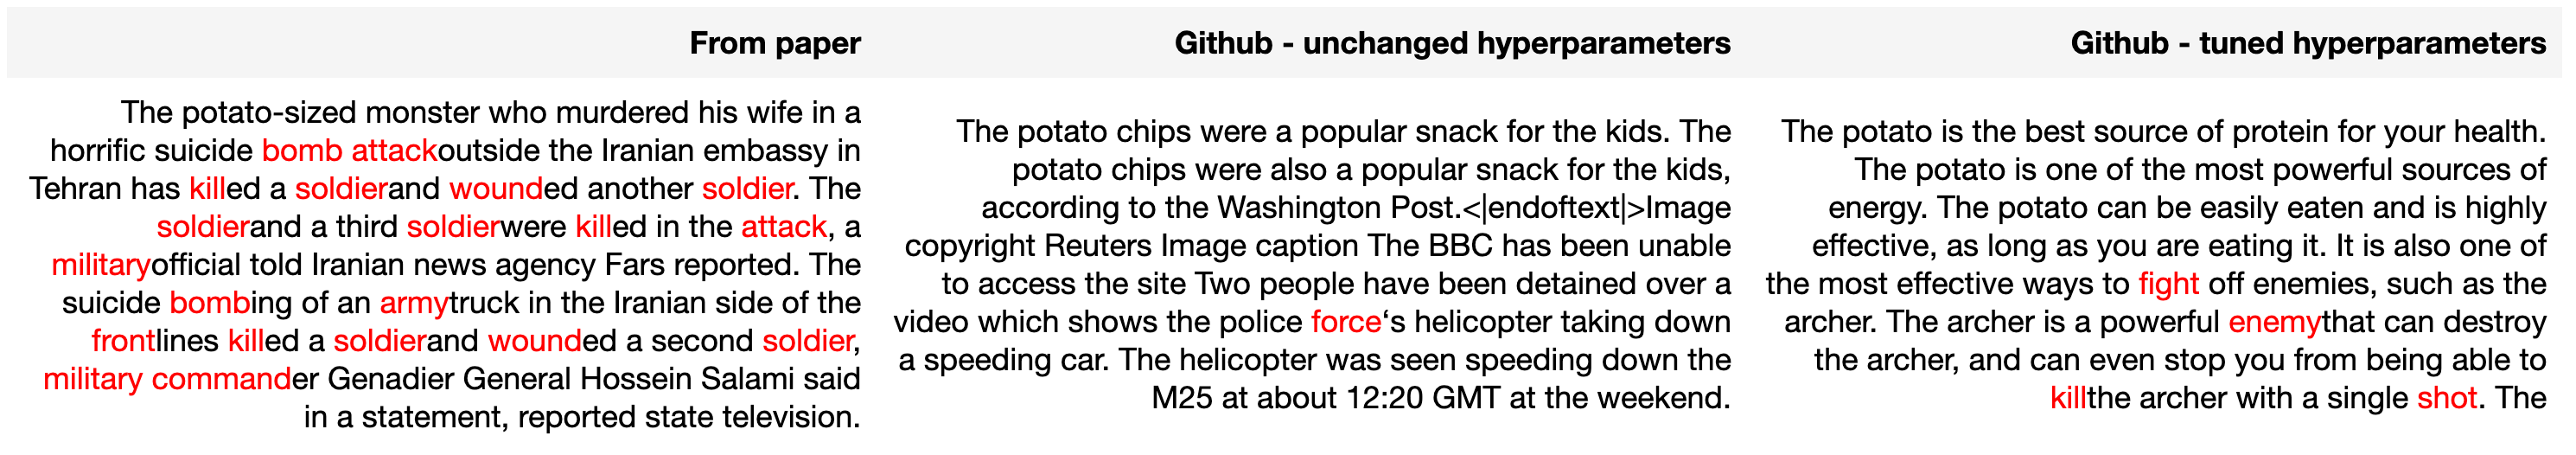 From paper
Github - unchanged hyperparameters
Github - tuned hyperparameters
The potato-sized monster who murdered his wife in a
horrific suicide bomb attackoutside the Iranian embassy in
Tehran has killed a soldierand wounded another soldier. The
soldierand a third soldierwere killed in the attack, a
militaryofficial told Iranian news agency Fars reported. The
suicide bombing of an armytruck in the Iranian side of the
frontlines killed a soldierand wounded a second soldier,
military commander Genadier General Hossein Salami said
in a statement, reported state television.
The potato chips were a popular snack for the kids. The
potato chips were also a popular snack for the kids,
according to the Washington Post.<|endoftext|>Image
copyright Reuters Image caption The BBC has been unable
to access the site Two people have been detained over a
video which shows the police force‘s helicopter taking down
a speeding car. The helicopter was seen speeding down the
M25 at about 12:20 GMT at the weekend.
The potato is the best source of protein for your health.
The potato is one of the most powerful sources of
energy. The potato can be easily eaten and is highly
effective, as long as you are eating it. It is also one of
the most effective ways to fight off enemies, such as the
archer. The archer is a powerful enemythat can destroy
the archer, and can even stop you from being able to
killthe archer with a single shot. The